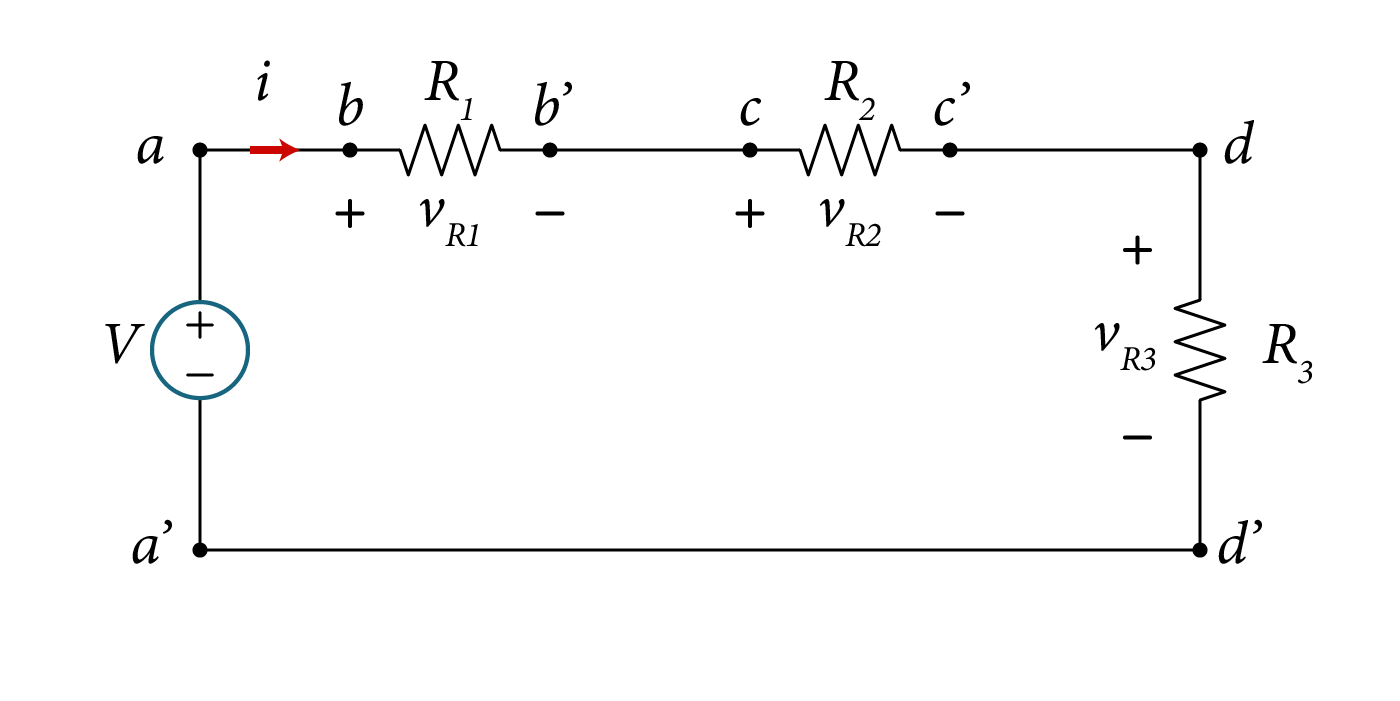 i
b R1 b’ c R2 c’
a d
+ vR1 − + vR2 −
+
V + − vR3 R3
−
a’ d’